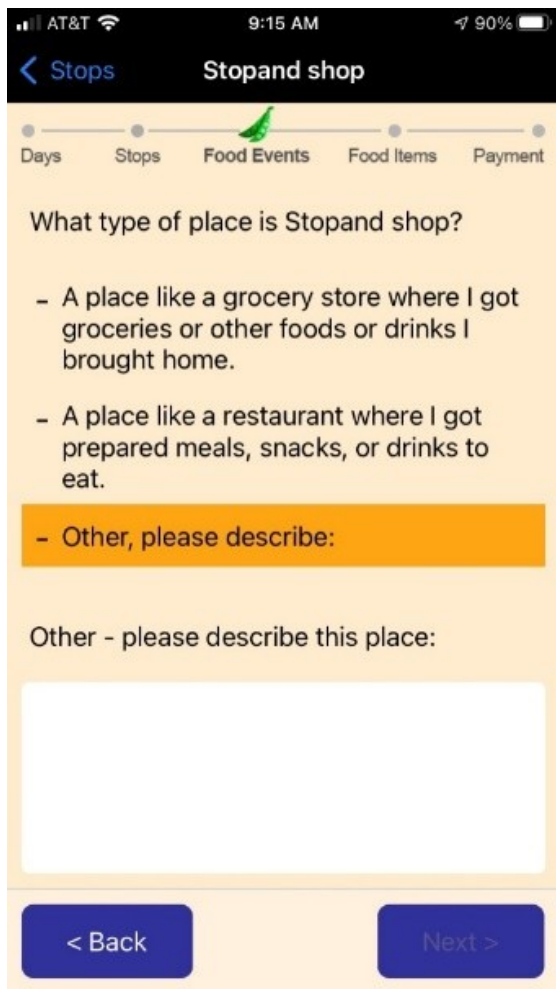 AT&T 9:15 AM 90%
Stops Stopand shop
Days Stops Food Events Food Items Payment
What type of place is Stopand shop?
- A place like a grocery store where I got
groceries or other foods or drinks I
brought home.
- A place like a restaurant where I got
prepared meals, snacks, or drinks to
eat.
- Other, please describe:
Other - please describe this place:
< Back Next >